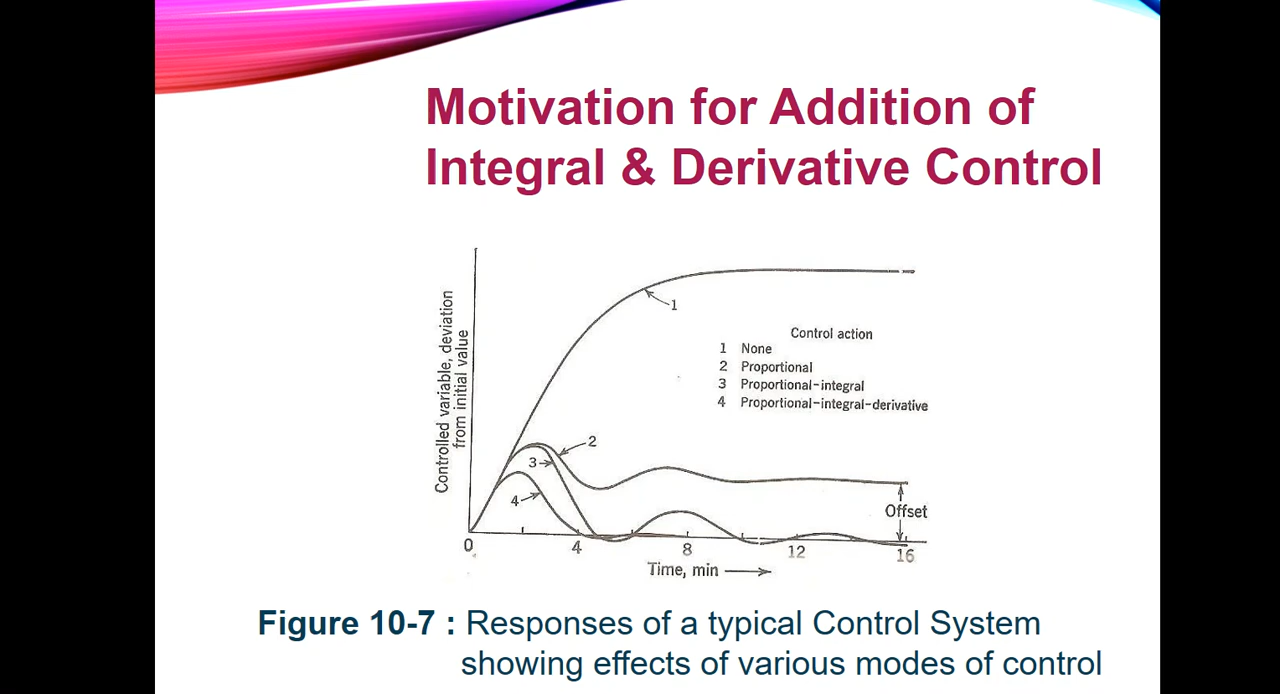 Motivation for Addition of
Integral & Derivative Control
Controlled variable, deviation
from initial value
1
Control action
1 None
2 Proportional
3 Proportional-integral
4 Proportional-integral-derivative
2
3
4
Offset
0
4
8
12
16
Time, min
Figure 10-7 : Responses of a typical Control System
showing effects of various modes of control